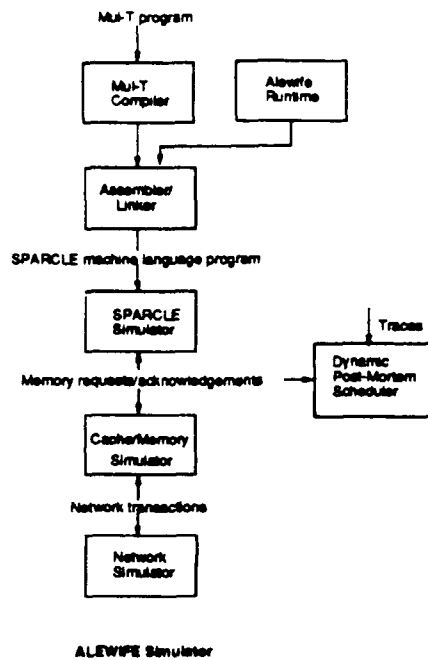 Mul-T program
Mul-T
Compiler
Alewife
Runtime
Assembler/
Linker
SPARCLE machine language program
SPARCLE
Simulator
Traces
Memory requests/acknowledgements
Dynamic
Post-Mortem
Scheduler
Cache/Memory
Simulator
Network transactions
Network
Simulator
ALEWIFE Simulator